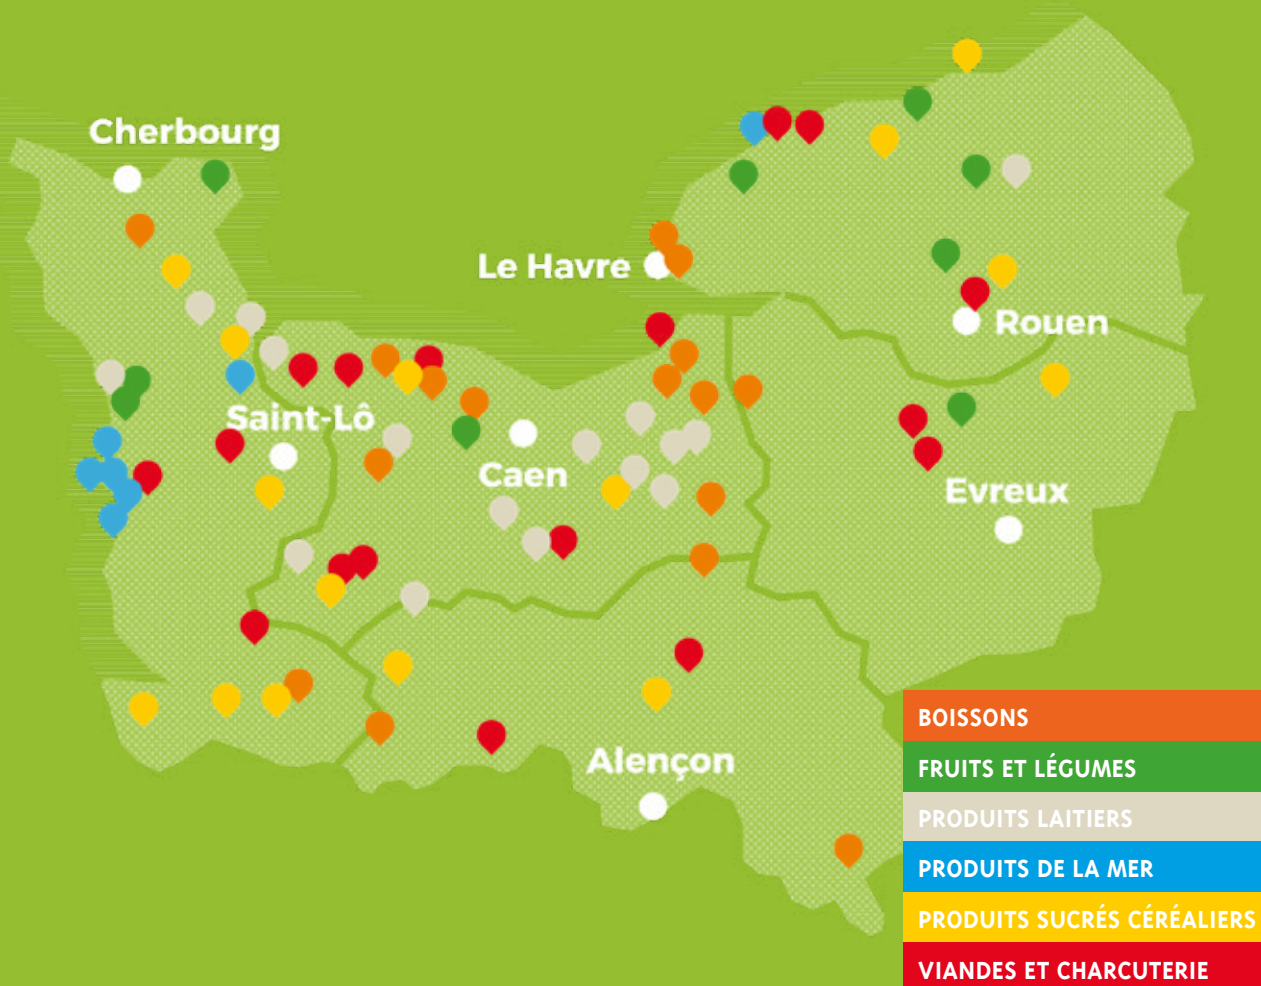 Cherbourg
Le Havre
Rouen
Saint-Lô
Caen
Evreux
Alençon
BOISSONS
FRUITS ET LÉGUMES
PRODUITS LAITIERS
PRODUITS DE LA MER
PRODUITS SUCRÉS CÉRÉALIERS
VIANDES ET CHARCUTERIE